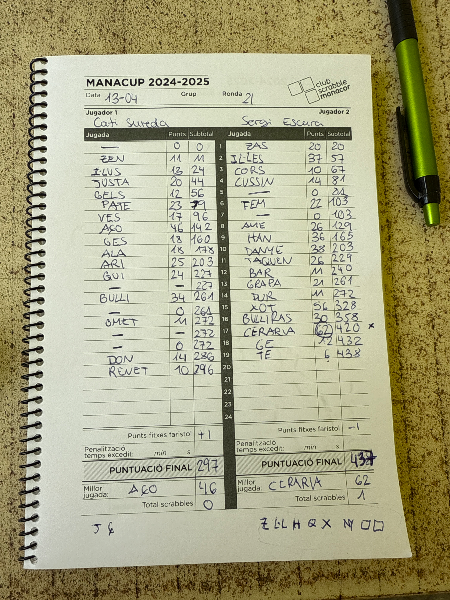 MANACUP 2024-2025
club scrabble manacor
Data 13-04 Grup Ronda 21
Jugador 1 Jugador 2
Cati Sureda Sergi Escura
Jugada Punts Subtotal Jugada Punts Subtotal
— 0 0 1 ZAS 20 20
ZEN 11 11 2 ILLES 37 57
ILUS 13 24 3 CORS 10 67
JUSTA 20 44 4 CUSSIN 14 81
GELS 12 56 5 — 0
PATE 23 79 6 FEM 22 103
VES 17 96 7 — 0 103
AGO 46 142 8 AME 26 129
GES 18 160 9 HAN 36 165
ALA 18 178 10 DANYE 38 203
ARI 25 203 11 TAGUEN 26 229
GUI 24 227 12 BAR 11 240
— 227 13 GRAPA 21 261
BULLI 34 261 14 DUR 11 272
— 0 261 15 XOT 56 328
OMET 11 272 16 BULLIRAS 30 358
— — 272 17 CERARIA 62 420 x
— 0 272 18 GE 12 432
DON 14 286 19 TE 6 438
RENET 10 296 20
21
22
23
24
Punts fitxes faristol +1 Punts fitxes faristol -1
Penalització temps excedit: min s Penalització temps excedit: min s
PUNTUACIÓ FINAL 297 PUNTUACIÓ FINAL 437
Millor jugada: AGO 46 Millor jugada: CERARIA 62
Total scrabbles 0 Total scrabbles 1